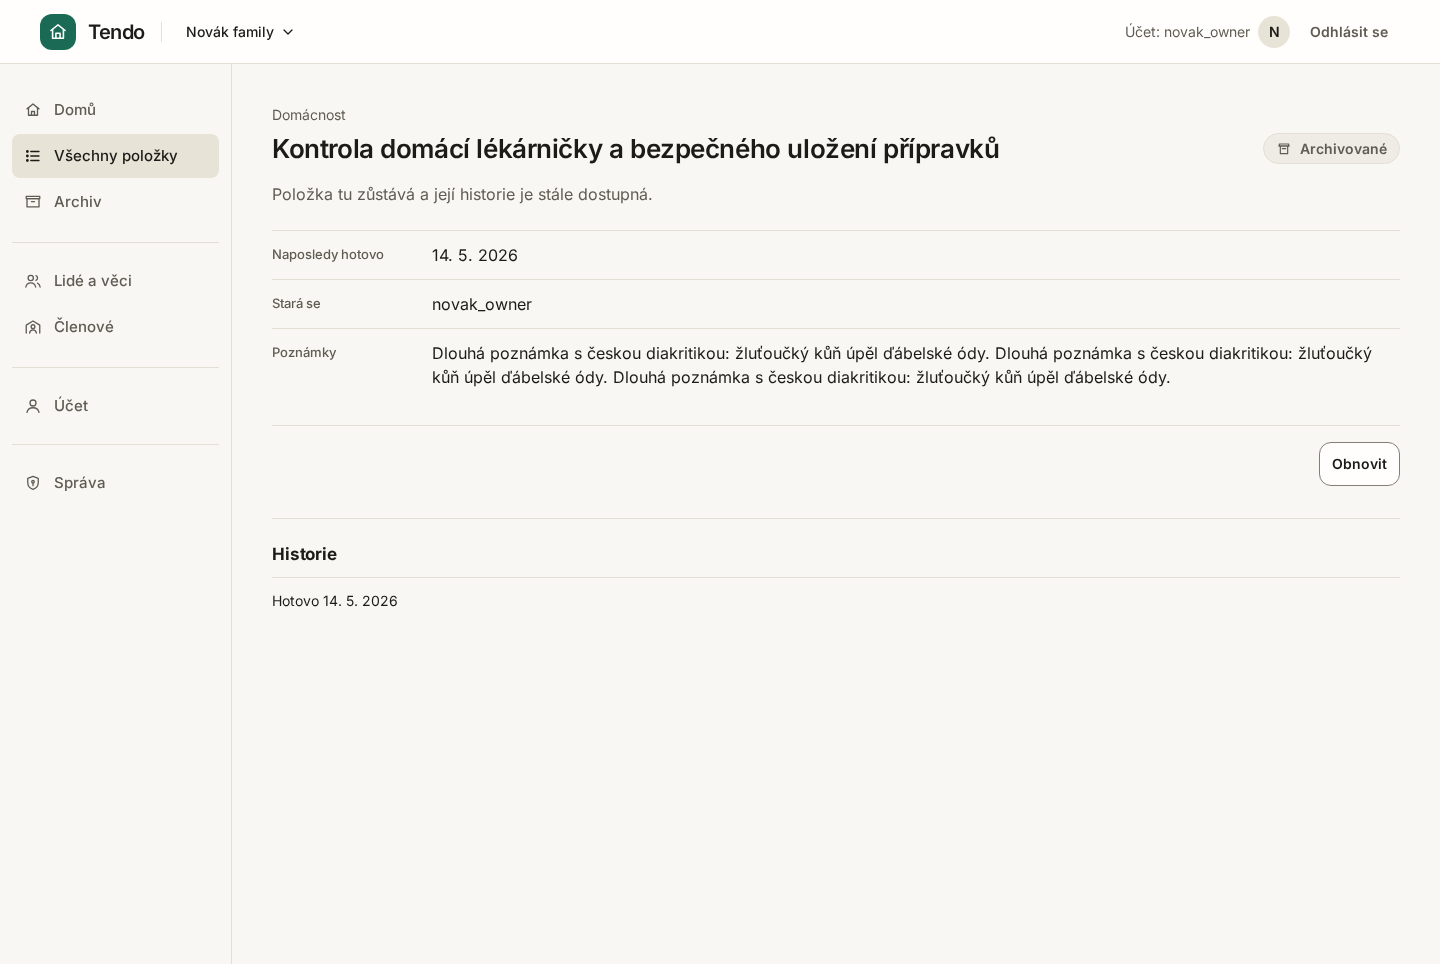 Tendo
Novák family
Účet: novak_owner
N
Odhlásit se
Domů
Všechny položky
Archiv
Lidé a věci
Členové
Účet
Správa
Domácnost
Kontrola domácí lékárničky a bezpečného uložení přípravků
Archivované
Položka tu zůstává a její historie je stále dostupná.
Naposledy hotovo
14. 5. 2026
Stará se
novak_owner
Poznámky
Dlouhá poznámka s českou diakritikou: žluťoučký kůň úpěl ďábelské ódy. Dlouhá poznámka s českou diakritikou: žluťoučký
kůň úpěl ďábelské ódy. Dlouhá poznámka s českou diakritikou: žluťoučký kůň úpěl ďábelské ódy.
Obnovit
Historie
Hotovo 14. 5. 2026